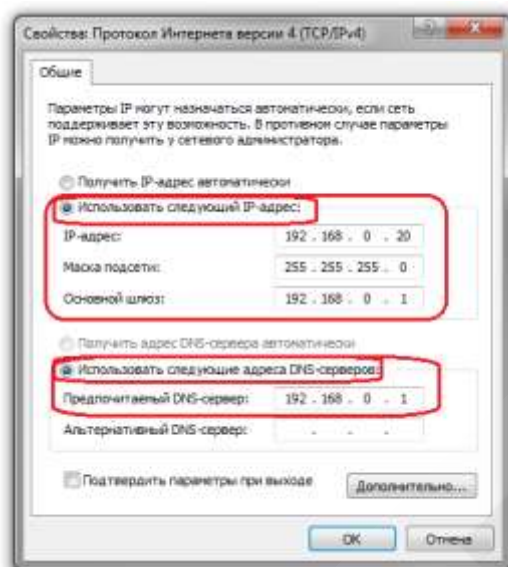 Свойства: Протокол Интернета версии 4 (TCP/IPv4)
Общие
Параметры IP могут назначаться автоматически, если сеть
поддерживает эту возможность. В противном случае параметры
IP можно получить у сетевого администратора.
Получить IP-адрес автоматически
Использовать следующий IP-адрес:
IP-адрес: 192 . 168 . 0 . 20
Маска подсети: 255 . 255 . 255 . 0
Основной шлюз: 192 . 168 . 0 . 1
Получить адрес DNS-сервера автоматически
Использовать следующие адреса DNS-серверов:
Предпочитаемый DNS-сервер: 192 . 168 . 0 . 1
Альтернативный DNS-сервер: . . .
Подтвердить параметры при выходе
Дополнительно...
OK Отмена